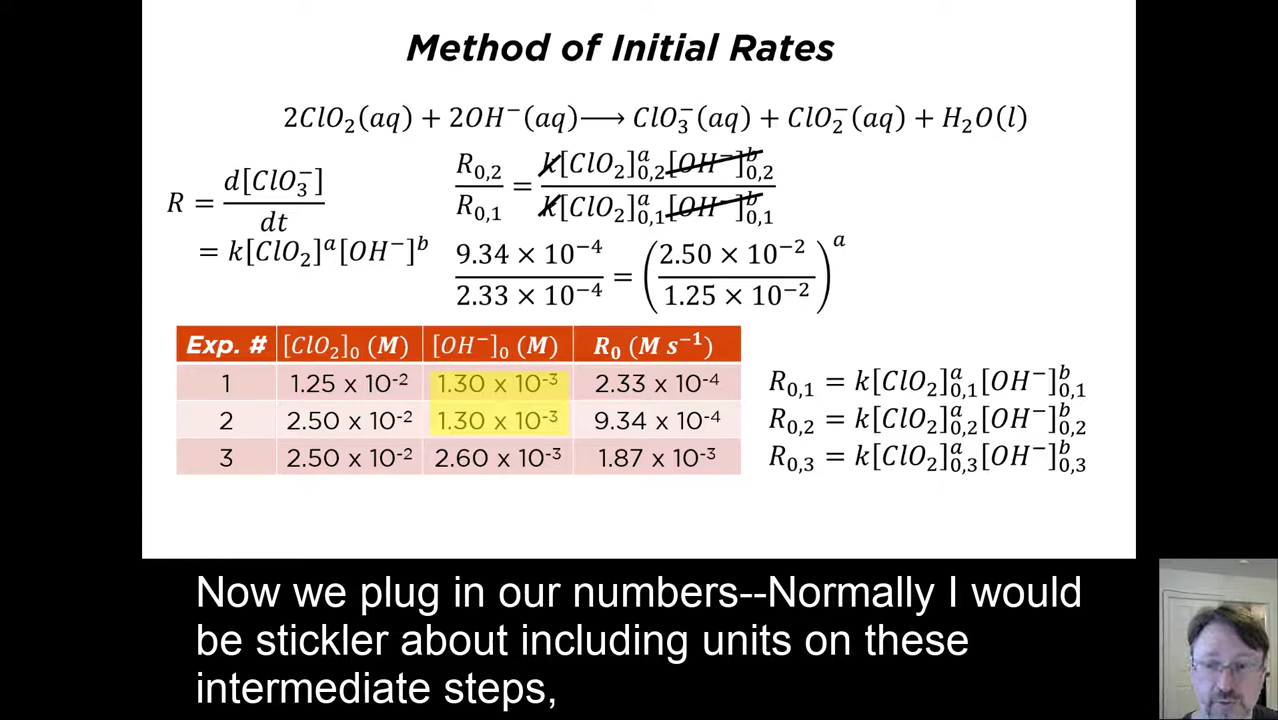 Method of Initial Rates
2ClO₂(aq) + 2OH⁻(aq) ⟶ ClO₃⁻(aq) + ClO₂⁻(aq) + H₂O(l)
R = d[ClO₃⁻]/dt
= k[ClO₂]ᵃ[OH⁻]ᵇ
R₀,₂/R₀,₁ = k[ClO₂]ᵃ₀,₂[OH⁻]ᵇ₀,₂ / k[ClO₂]ᵃ₀,₁[OH⁻]ᵇ₀,₁
9.34 × 10⁻⁴/2.33 × 10⁻⁴ = (2.50 × 10⁻²/1.25 × 10⁻²)ᵃ
Exp. # [ClO₂]₀ (M) [OH⁻]₀ (M) R₀ (M s⁻¹)
1 1.25 x 10⁻² 1.30 x 10⁻³ 2.33 x 10⁻⁴
2 2.50 x 10⁻² 1.30 x 10⁻³ 9.34 x 10⁻⁴
3 2.50 x 10⁻² 2.60 x 10⁻³ 1.87 x 10⁻³
R₀,₁ = k[ClO₂]ᵃ₀,₁[OH⁻]ᵇ₀,₁
R₀,₂ = k[ClO₂]ᵃ₀,₂[OH⁻]ᵇ₀,₂
R₀,₃ = k[ClO₂]ᵃ₀,₃[OH⁻]ᵇ₀,₃
Now we plug in our numbers--Normally I would
be stickler about including units on these
intermediate steps,